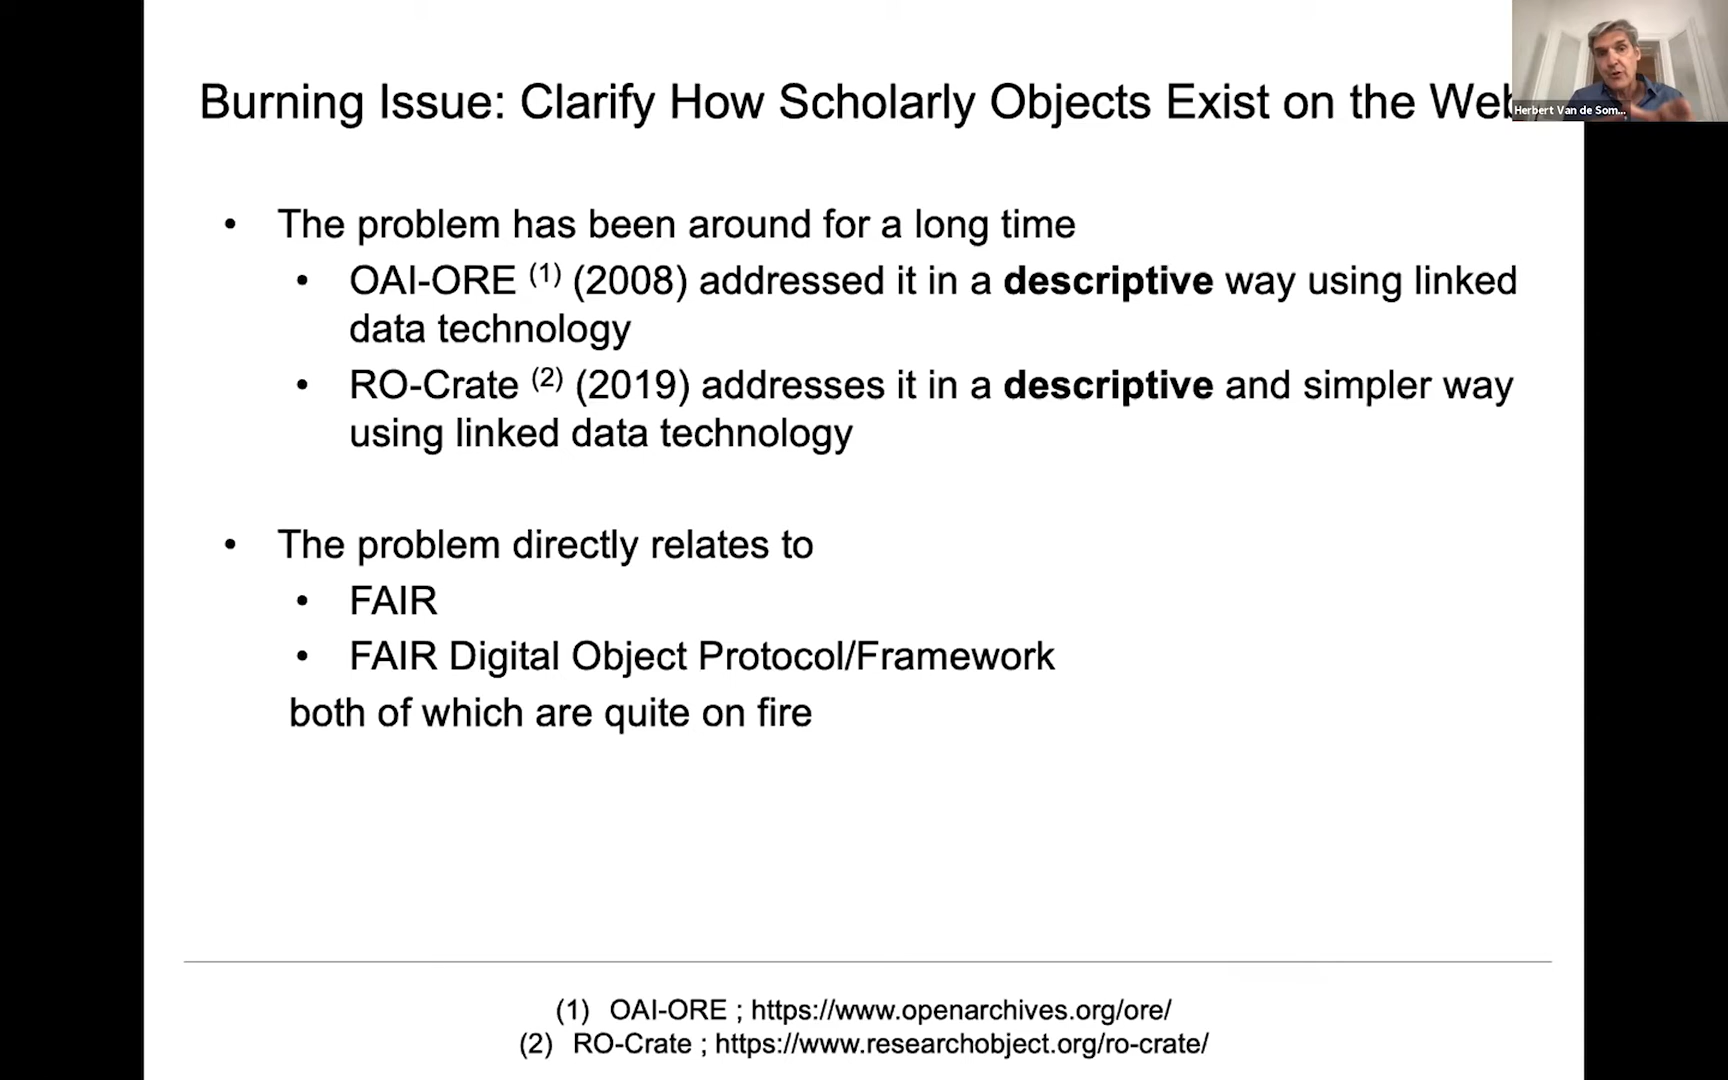 Burning Issue: Clarify How Scholarly Objects Exist on the Web
Herbert Van de Som...
• The problem has been around for a long time
• OAI-ORE (1) (2008) addressed it in a descriptive way using linked
data technology
• RO-Crate (2) (2019) addresses it in a descriptive and simpler way
using linked data technology
• The problem directly relates to
• FAIR
• FAIR Digital Object Protocol/Framework
both of which are quite on fire
(1) OAI-ORE ; https://www.openarchives.org/ore/
(2) RO-Crate ; https://www.researchobject.org/ro-crate/